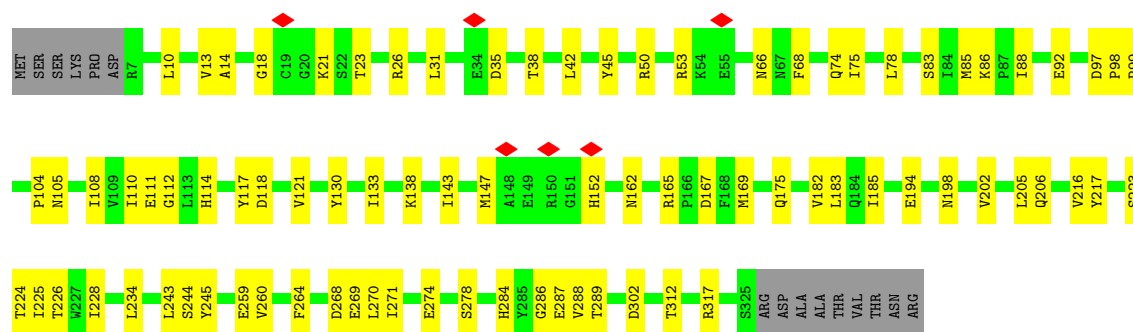 MET SER SER LYS PRO ASP R7 L10 V13 A14 G18 C19 G20 K21 S22 T23 R26 L31 E34 D35 T38 L42 Y45 R50 R53 K54 E55 N66 N67 F68 Q74 I75 L78 S83 I84 M85 K86 P87 I88 E92 D97 P98
P104 N105 I108 V109 I110 E111 G112 L113 H114 Y117 D118 V121 Y130 I133 K138 I143 M147 A148 E149 R150 G151 H152 N162 R165 P166 D167 F168 M169 Q175 V182 L183 Q184 I185 E194 N198 V202 L205 Q206 V216 Y217 S223
T224 I225 T226 W227 I228 L234 L243 S244 Y245 E259 V260 F264 D268 E269 L270 I271 E274 S278 H284 Y285 G286 E287 V288 T289 D302 T312 R317 S325 ARG ASP ALA ALA THR VAL THR ASN ARG